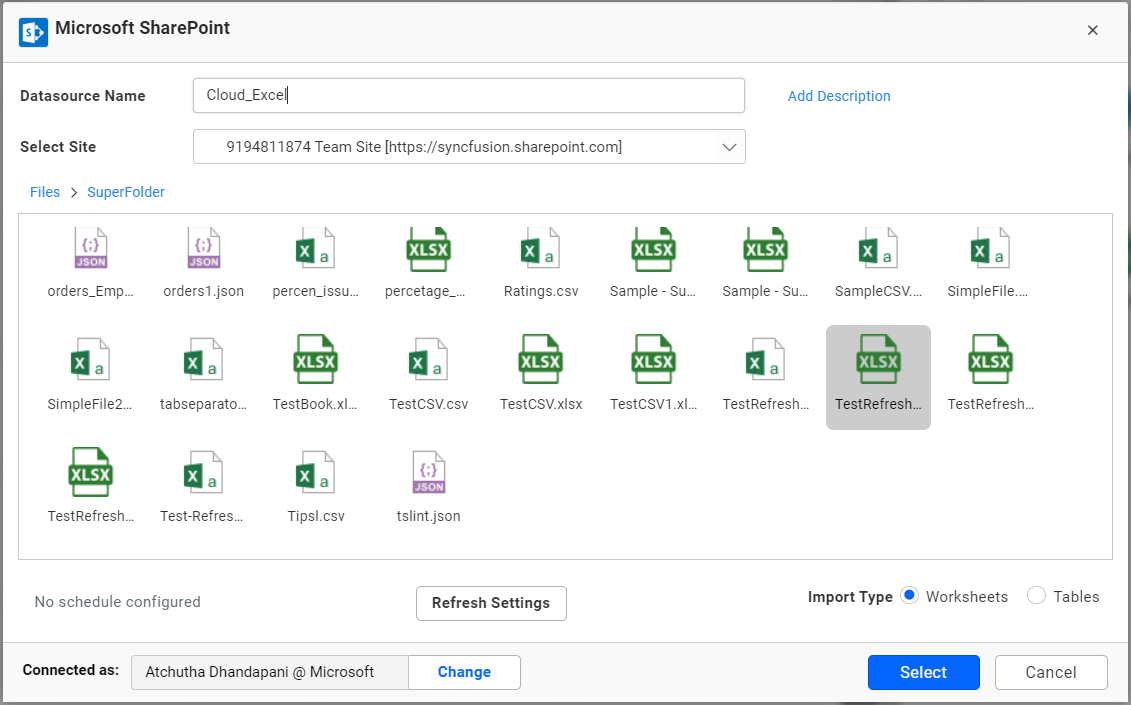 Microsoft SharePoint
Datasource Name
Cloud_Excel
Add Description
Select Site
9194811874 Team Site [https://syncfusion.sharepoint.com]
Files > SuperFolder
{;} JSON {;} JSON X a XLSX X a XLSX XLSX X a X a
orders_Emp... orders1.json percen_issu... percetage_... Ratings.csv Sample - Su... Sample - Su... SampleCSV.... SimpleFile....
X a X a XLSX X a XLSX XLSX X a XLSX XLSX
SimpleFile2... tabseparato... TestBook.xl... TestCSV.csv TestCSV.xlsx TestCSV1.xl... TestRefresh... TestRefresh... TestRefresh...
XLSX X a X a {;} JSON
TestRefresh... Test-Refres... Tipsl.csv tslint.json
No schedule configured
Refresh Settings
Import Type Worksheets Tables
Connected as: Atchutha Dhandapani @ Microsoft Change
Select
Cancel